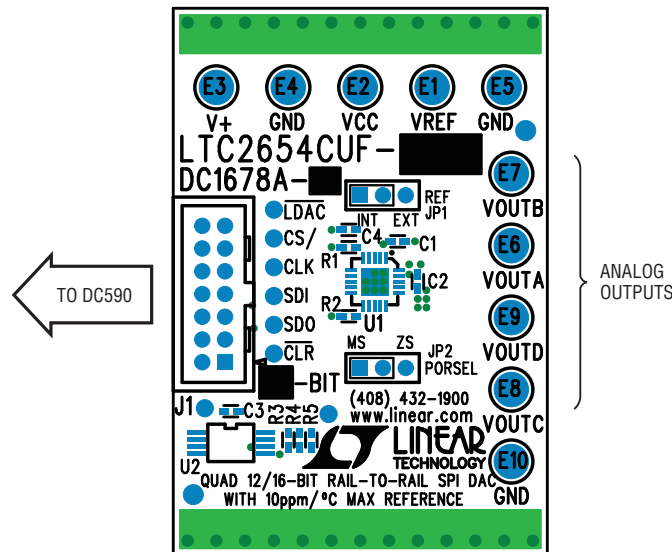 E3 E4 E2 E1 E5
V+ GND VCC VREF GND
LTC2654CUF-
DC1678A-
E7
VOUTB
REF
JP1
INT EXT
LDAC
CS/
CLK
SDI
SDO
CLR
C4
C1
R1
C2
R2
U1
E6
VOUTA
E9
VOUTD
MS ZS
JP2
PORSEL
E8
VOUTC
-BIT
(408) 432-1900
www.linear.com
J1
C3
R3
R4
R5
U2
LINEAR
TECHNOLOGY
E10
GND
QUAD 12/16-BIT RAIL-TO-RAIL SPI DAC
WITH 10ppm/°C MAX REFERENCE
TO DC590
ANALOG
OUTPUTS